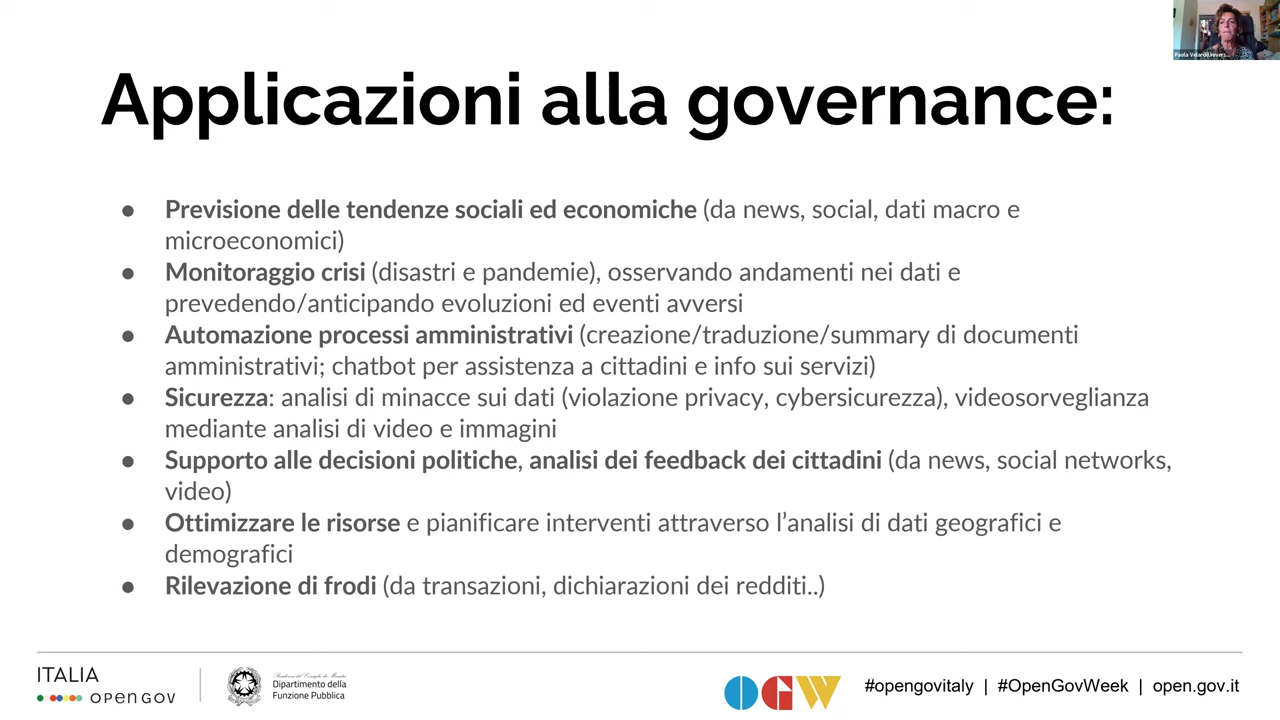 Applicazioni alla governance:
● Previsione delle tendenze sociali ed economiche (da news, social, dati macro e
microeconomici)
● Monitoraggio crisi (disastri e pandemie), osservando andamenti nei dati e
prevedendo/anticipando evoluzioni ed eventi avversi
● Automazione processi amministrativi (creazione/traduzione/summary di documenti
amministrativi; chatbot per assistenza a cittadini e info sui servizi)
● Sicurezza: analisi di minacce sui dati (violazione privacy, cybersicurezza), videosorveglianza
mediante analisi di video e immagini
● Supporto alle decisioni politiche, analisi dei feedback dei cittadini (da news, social networks,
video)
● Ottimizzare le risorse e pianificare interventi attraverso l’analisi di dati geografici e
demografici
● Rilevazione di frodi (da transazioni, dichiarazioni dei redditi..)
ITALIA
open gov
Dipartimento della
Funzione Pubblica
OGW
#opengovitaly | #OpenGovWeek | open.gov.it